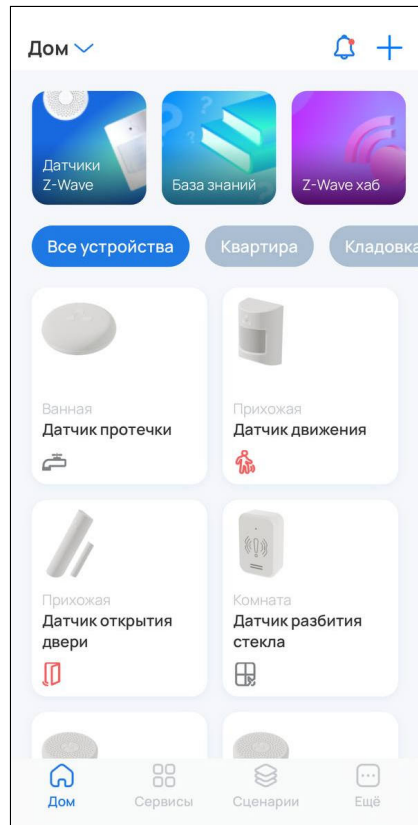 Дом
Датчики
Z-Wave
База знаний
Z-Wave хаб
Все устройства
Квартира
Кладовка
Ванная
Датчик протечки
Прихожая
Датчик движения
Прихожая
Датчик открытия
двери
Комната
Датчик разбития
стекла
Дом
Сервисы
Сценарии
Ещё